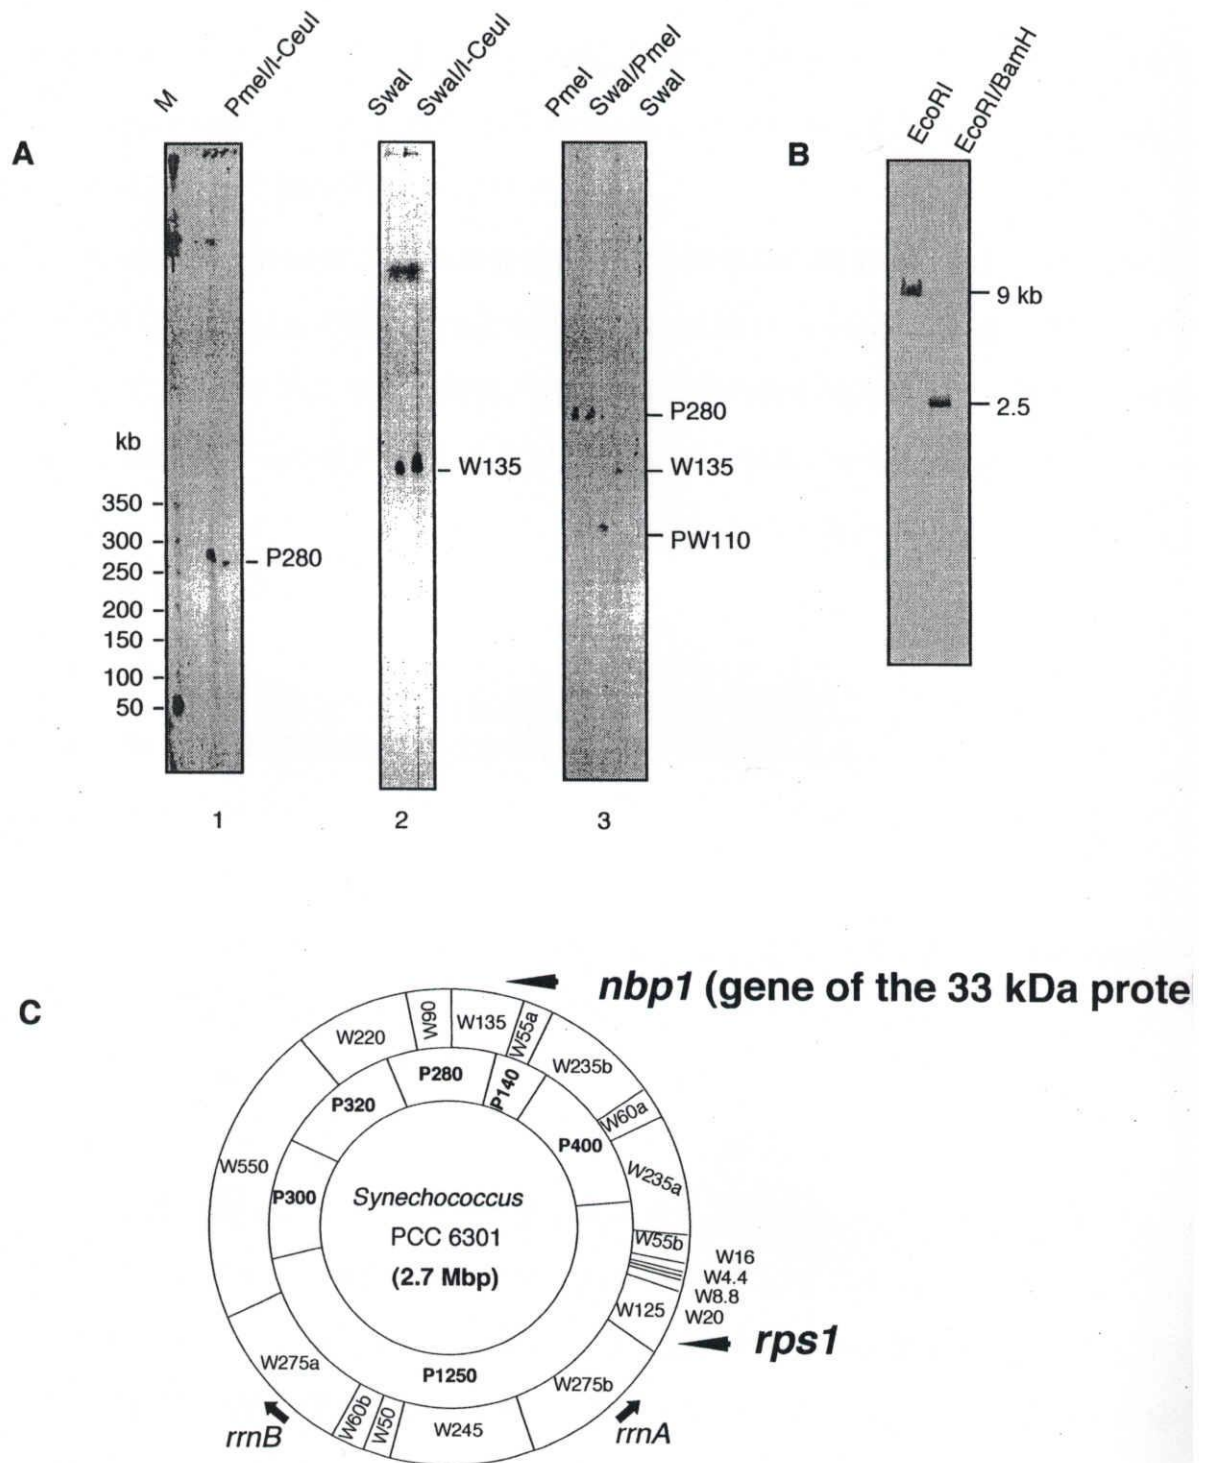 M
PmeI/I-CeuI
SwaI
SwaI/I-CeuI
PmeI
SwaI/PmeI
SwaI
EcoRI
EcoRI/BamH
A
B
9 kb
2.5
P280
W135
PW110
W135
kb
350
300
250
200
150
100
50
P280
1
2
3
C
nbp1 (gene of the 33 kDa prote
W220
W90
W135
W55a
W235b
W60a
W235a
W55b
W16
W4.4
W8.8
W20
W125
W275b
W245
W50
W60b
W275a
W550
P280
P140
P400
P1250
P300
P320
Synechococcus
PCC 6301
(2.7 Mbp)
rps1
rrnB
rrnA